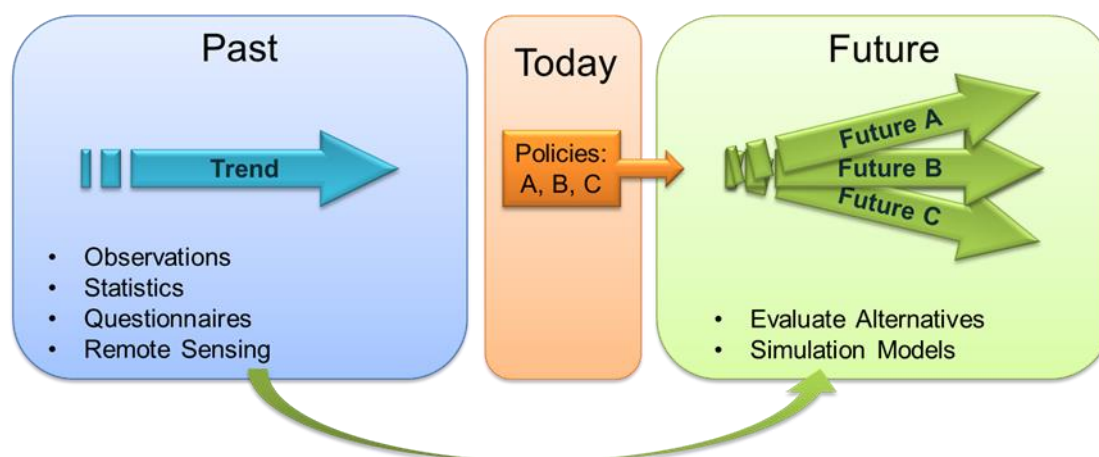 Past
Trend
• Observations
• Statistics
• Questionnaires
• Remote Sensing
Today
Policies:
A, B, C
Future
Future A
Future B
Future C
• Evaluate Alternatives
• Simulation Models